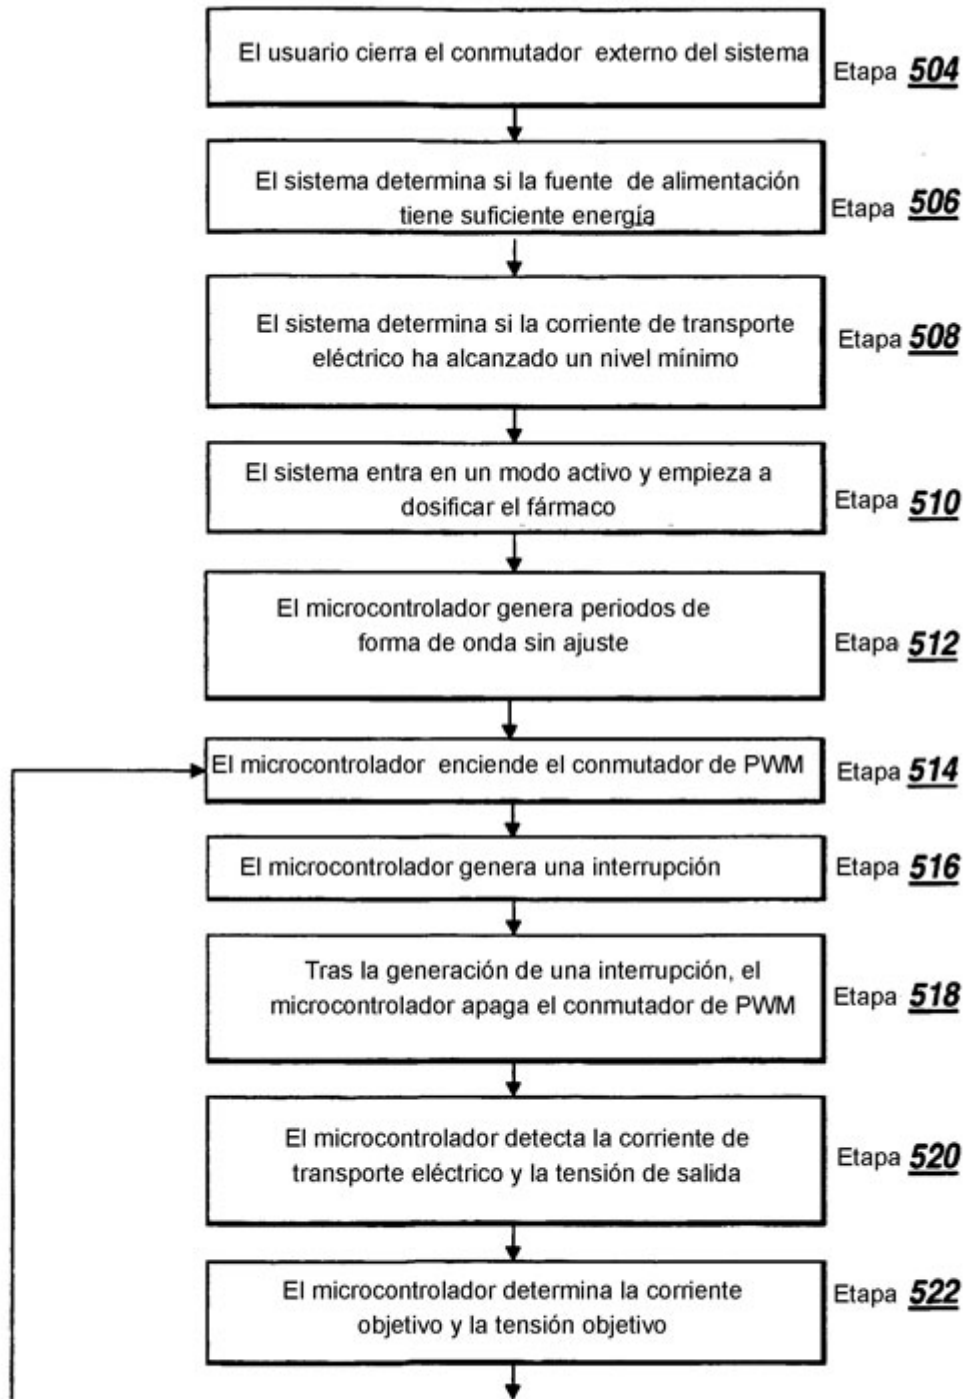 El usuario cierra el conmutador externo del sistema
Etapa 504
El sistema determina si la fuente de alimentación
tiene suficiente energía
Etapa 506
El sistema determina si la corriente de transporte
eléctrico ha alcanzado un nivel mínimo
Etapa 508
El sistema entra en un modo activo y empieza a
dosificar el fármaco
Etapa 510
El microcontrolador genera periodos de
forma de onda sin ajuste
Etapa 512
El microcontrolador enciende el conmutador de PWM
Etapa 514
El microcontrolador genera una interrupción
Etapa 516
Tras la generación de una interrupción, el
microcontrolador apaga el conmutador de PWM
Etapa 518
El microcontrolador detecta la corriente de
transporte eléctrico y la tensión de salida
Etapa 520
El microcontrolador determina la corriente
objetivo y la tensión objetivo
Etapa 522